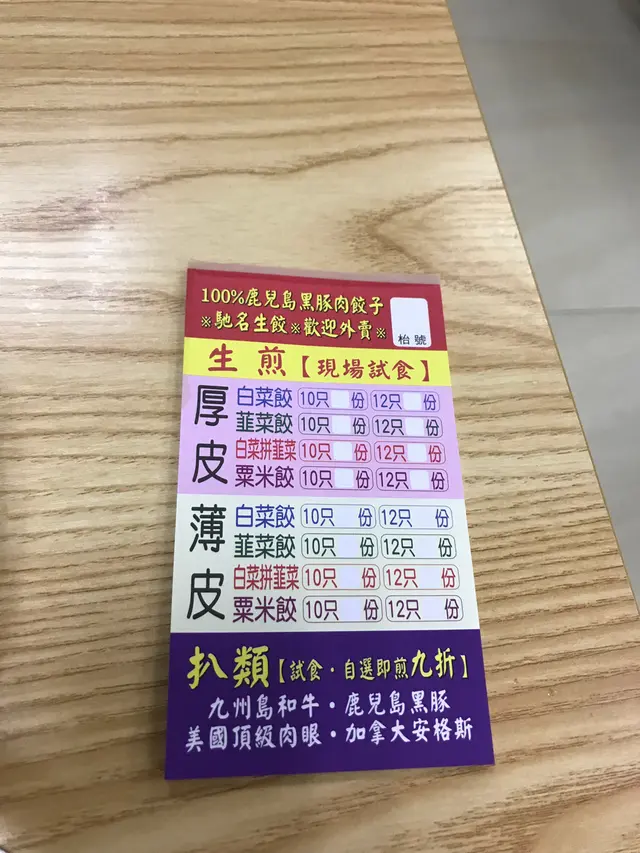 100%鹿兒島黑豚肉餃子
※馳名生餃※歡迎外賣※
枱號
生煎【現場試食】
厚皮
白菜餃 10只 份 12只 份
韮菜餃 10只 份 12只 份
白菜拼韮菜 10只 份 12只 份
粟米餃 10只 份 12只 份
薄皮
白菜餃 10只 份 12只 份
韮菜餃 10只 份 12只 份
白菜拼韮菜 10只 份 12只 份
粟米餃 10只 份 12只 份
扒類【試食·自選即煎九折】
九州島和牛·鹿兒島黑豚
美國頂級肉眼·加拿大安格斯